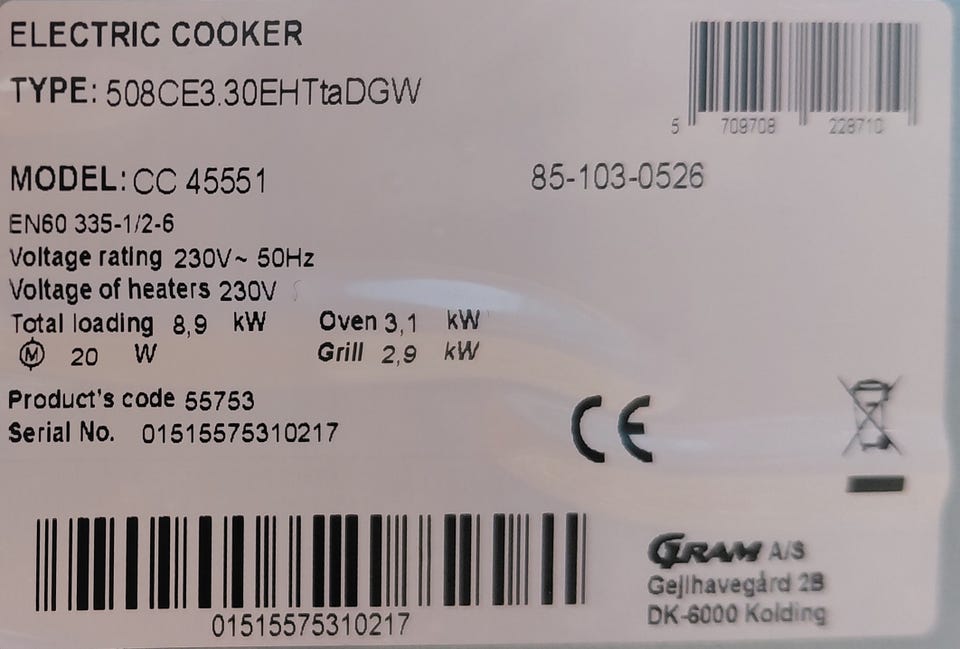 ELECTRIC COOKER
TYPE: 508CE3.30EHTtaDGW
5 709708 228710
MODEL: CC 45551
85-103-0526
EN60 335-1/2-6
Voltage rating 230V~ 50Hz
Voltage of heaters 230V
Total loading 8,9 kW Oven 3,1 kW
M 20 W Grill 2,9 kW
Product's code 55753
Serial No. 01515575310217
CE
01515575310217
GRAM A/S
Gejlhavegård 2B
DK-6000 Kolding